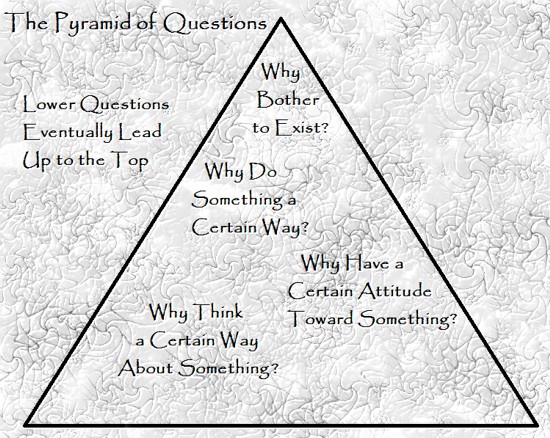 The Pyramid of Questions
Lower Questions
Eventually Lead
Up to the Top
Why
Bother
to Exist?
Why Do
Something a
Certain Way?
Why Have a
Certain Attitude
Toward Something?
Why Think
a Certain Way
About Something?